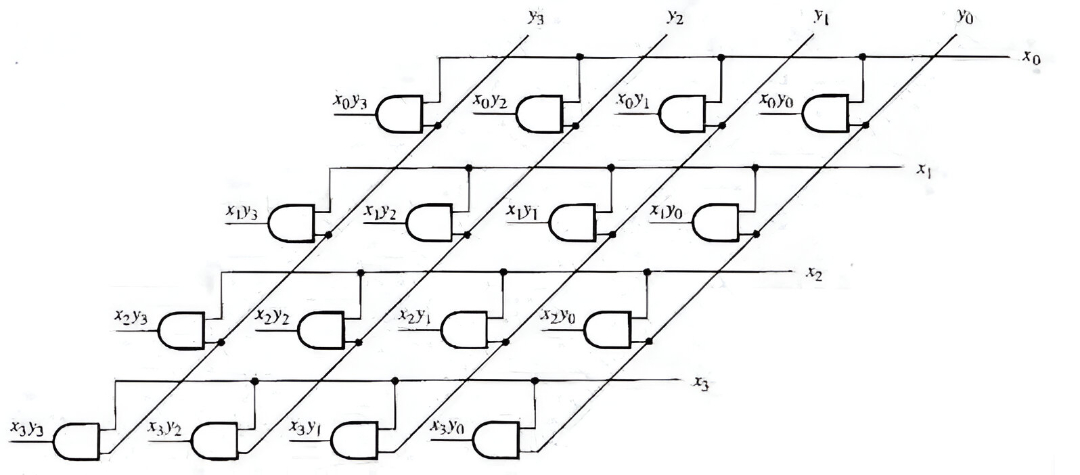 y3 y2 y1 y0
x0
x0y3 x0y2 x0y1 x0y0
x1
x1y3 x1y2 x1y1 x1y0
x2
x2y3 x2y2 x2y1 x2y0
x3
x3y3 x3y2 x3y1 x3y0